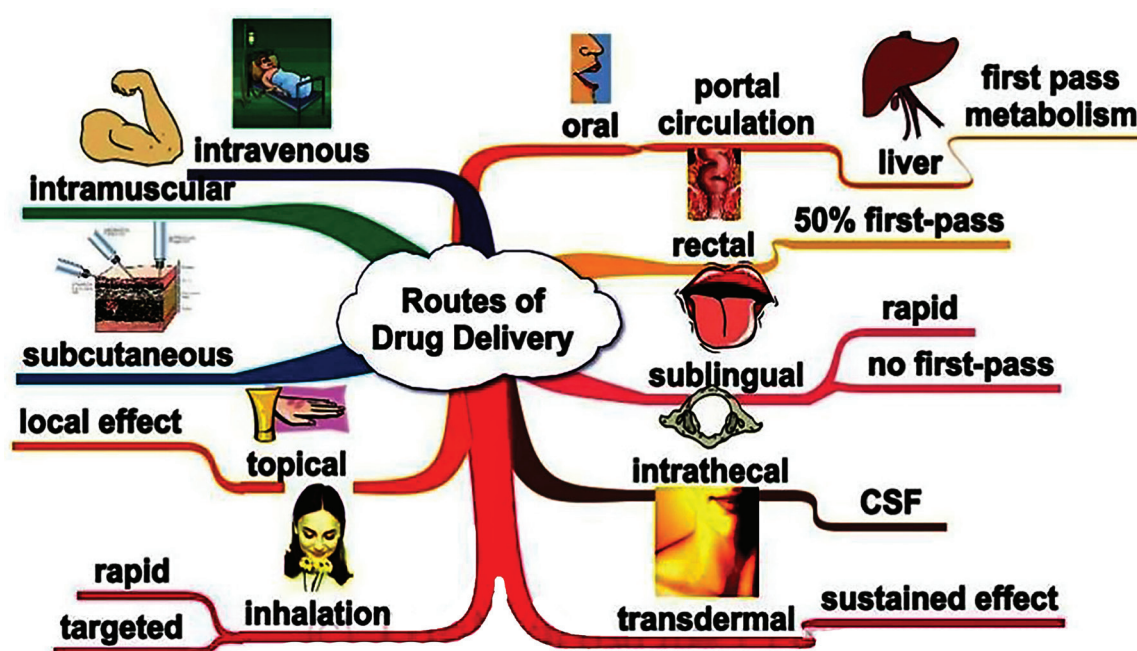 intravenous
intramuscular
subcutaneous
local effect
topical
rapid
targeted
inhalation
Routes of
Drug Delivery
oral
portal
circulation
liver
first pass
metabolism
rectal
50% first-pass
sublingual
rapid
no first-pass
intrathecal
CSF
transdermal
sustained effect